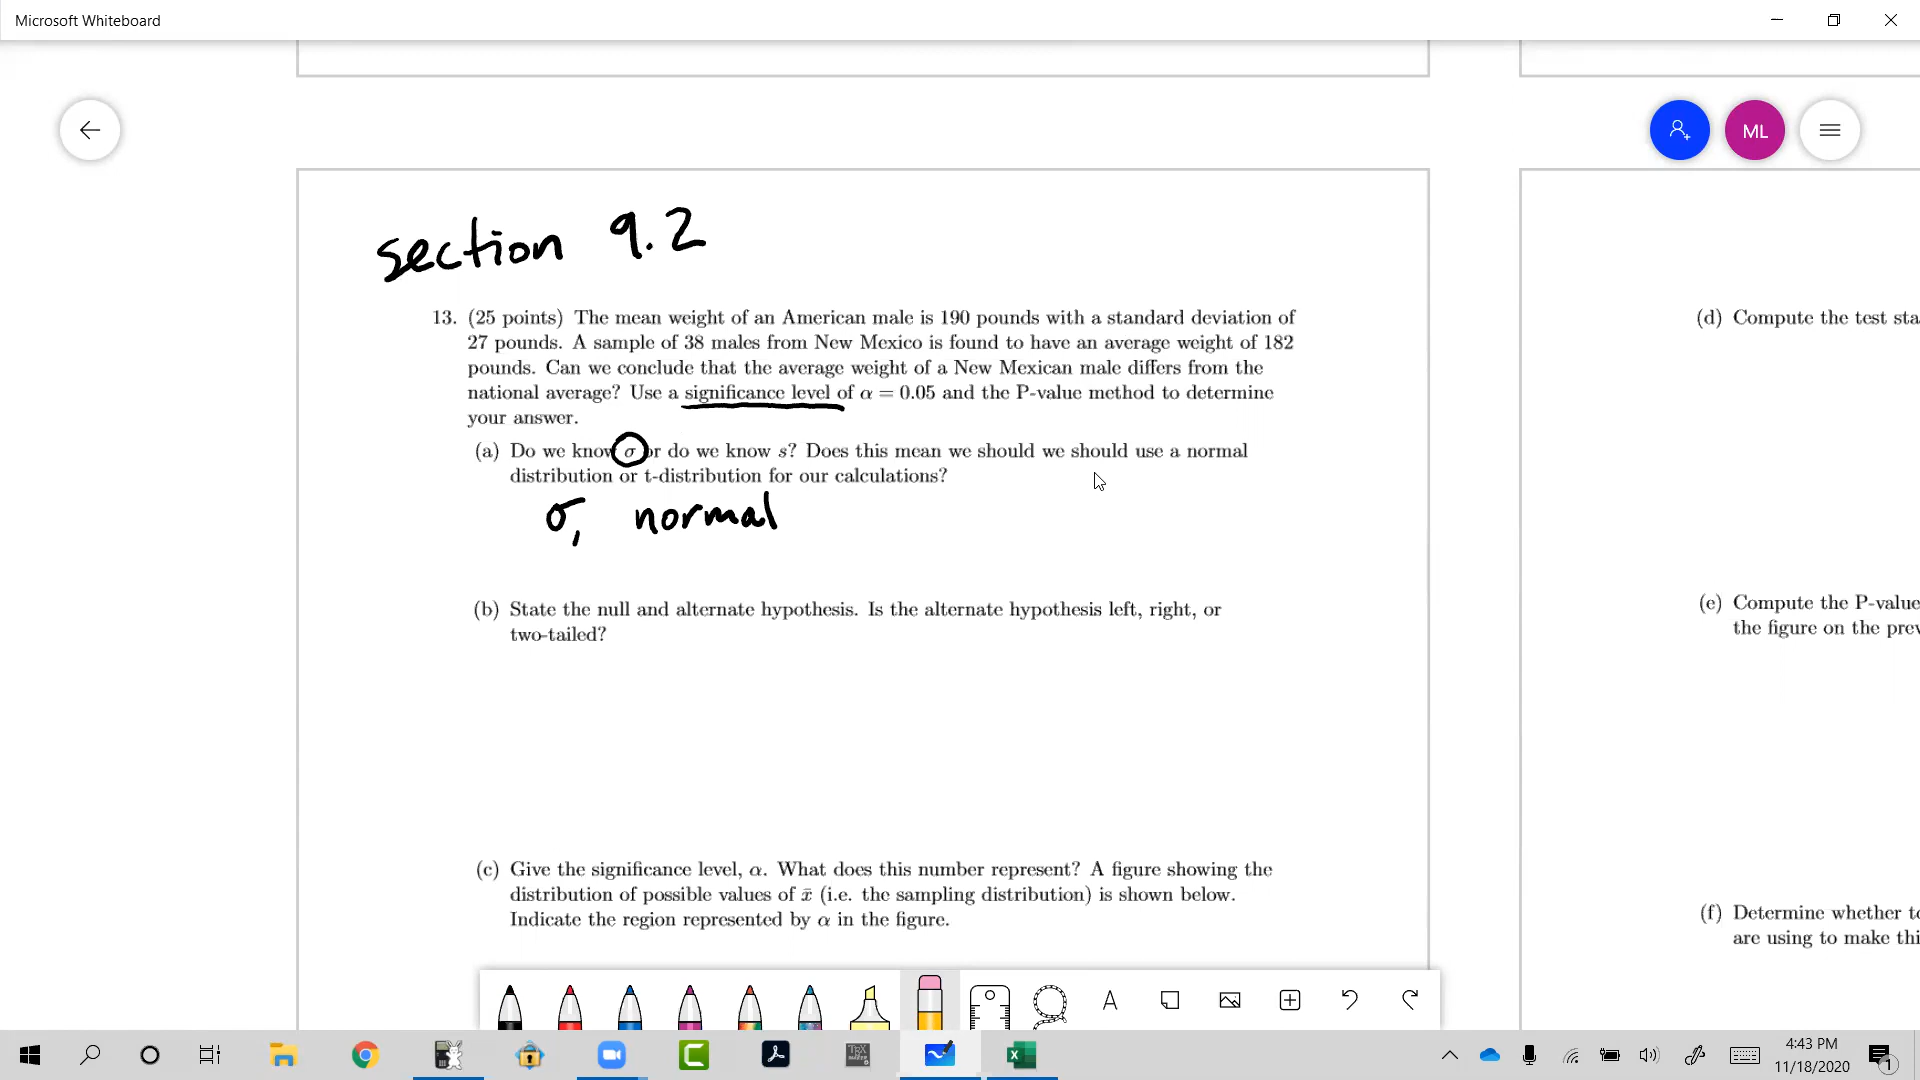 Microsoft Whiteboard
ML
section 9.2
13. (25 points) The mean weight of an American male is 190 pounds with a standard deviation of
27 pounds. A sample of 38 males from New Mexico is found to have an average weight of 182
pounds. Can we conclude that the average weight of a New Mexican male differs from the
national average? Use a significance level of α = 0.05 and the P-value method to determine
your answer.
(a) Do we know σ or do we know s? Does this mean we should we should use a normal
distribution or t-distribution for our calculations?
σ, normal
(b) State the null and alternate hypothesis. Is the alternate hypothesis left, right, or
two-tailed?
(c) Give the significance level, α. What does this number represent? A figure showing the
distribution of possible values of x̄ (i.e. the sampling distribution) is shown below.
Indicate the region represented by α in the figure.
(d) Compute the test sta
(e) Compute the P-value
the figure on the prev
(f) Determine whether to
are using to make thi
4:43 PM
11/18/2020
1